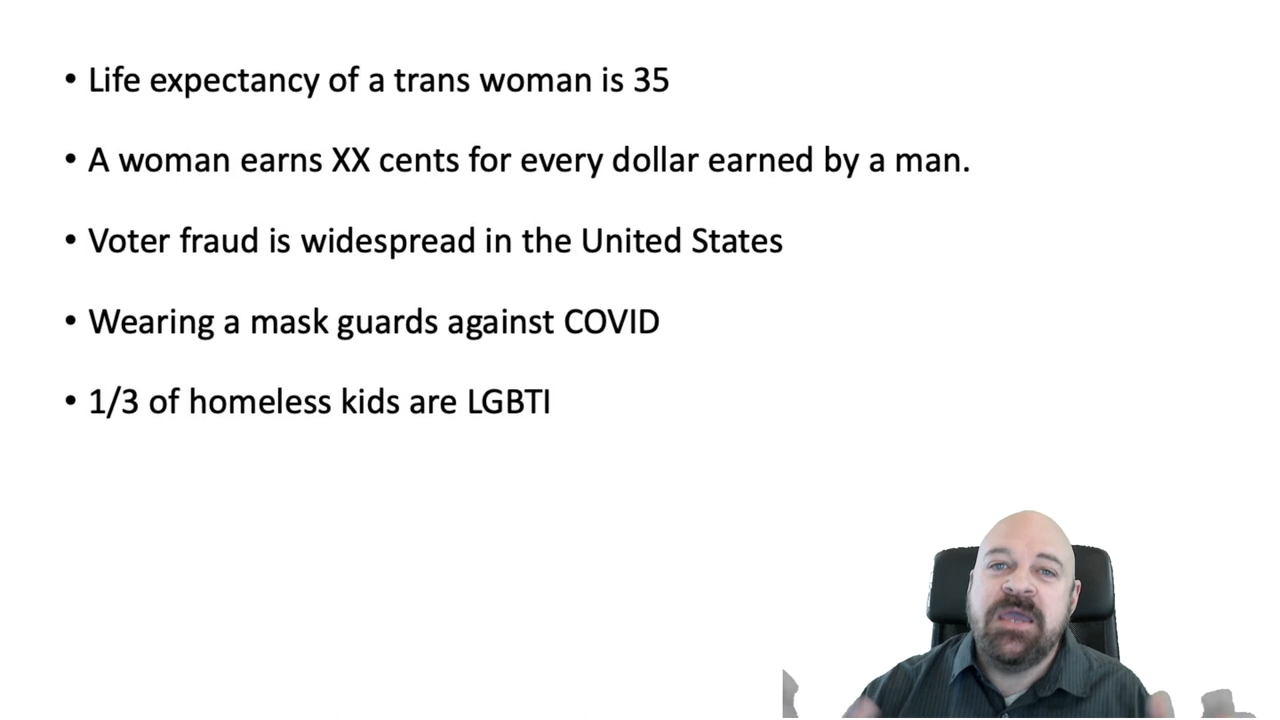 • Life expectancy of a trans woman is 35
• A woman earns XX cents for every dollar earned by a man.
• Voter fraud is widespread in the United States
• Wearing a mask guards against COVID
• 1/3 of homeless kids are LGBTI